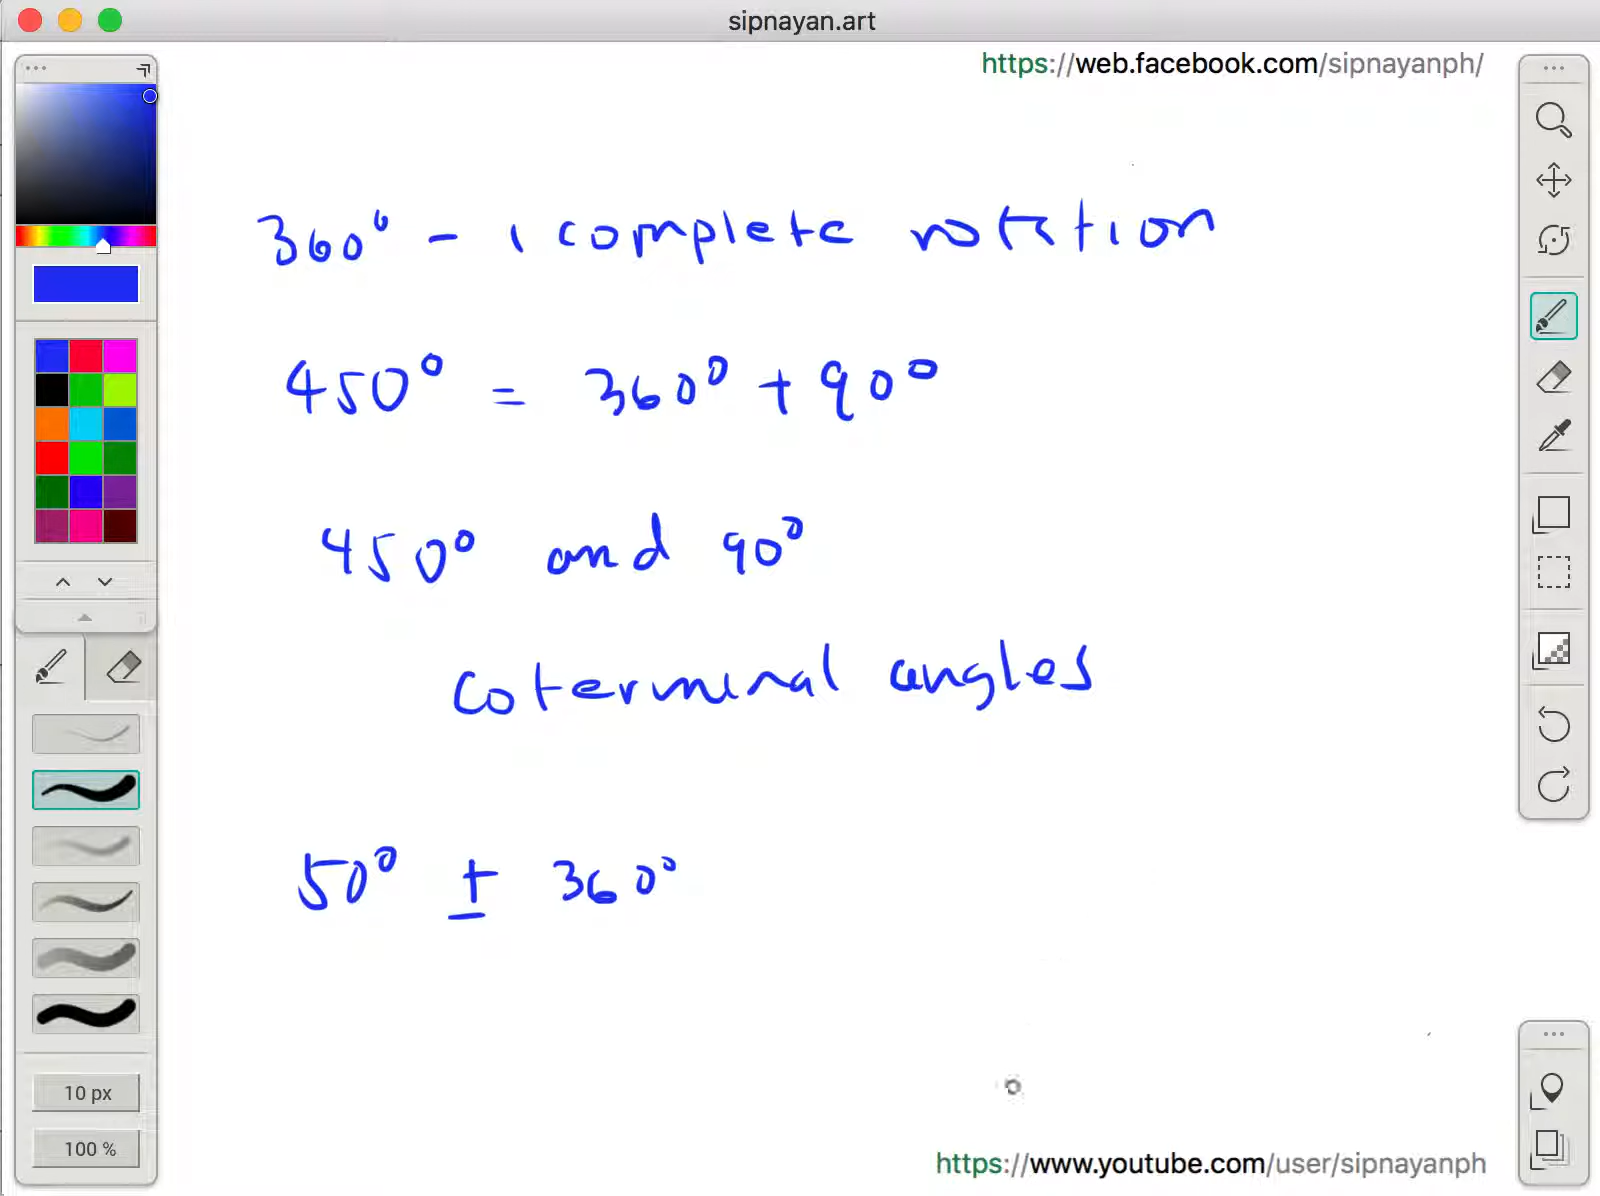 sipnayan.art
https://web.facebook.com/sipnayanph/
360° - 1 complete rotation
450° = 360° + 90°
450° and 90°
coterminal angles
50° ± 360°
10 px
100 %
https://www.youtube.com/user/sipnayanph